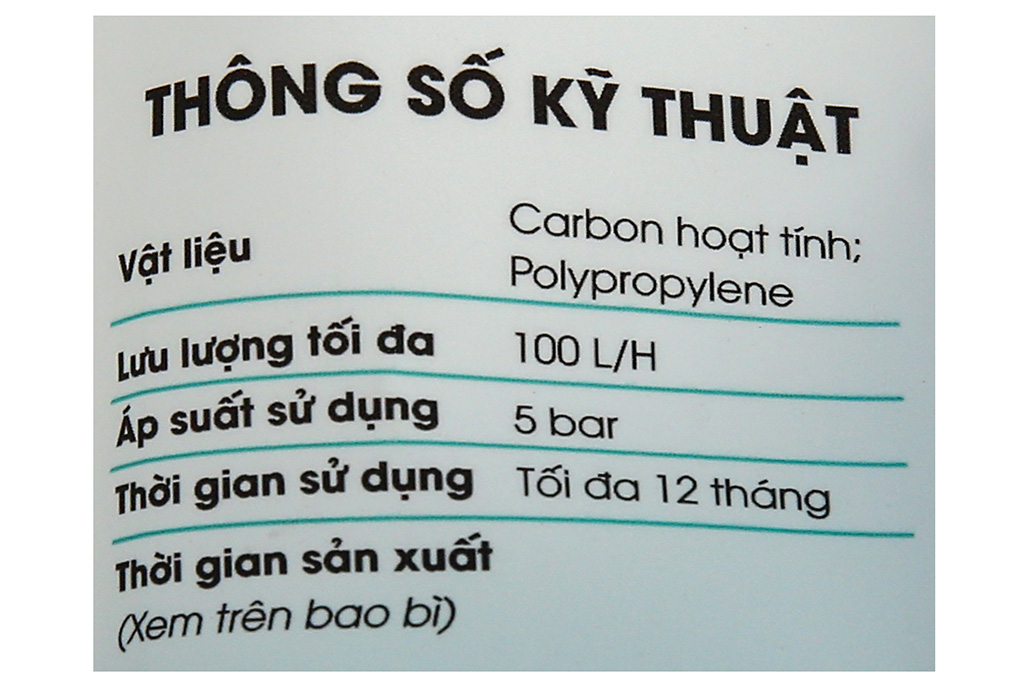 THÔNG SỐ KỸ THUẬT
Vật liệu
Carbon hoạt tính;
Polypropylene
Lưu lượng tối đa 100 L/H
Áp suất sử dụng 5 bar
Thời gian sử dụng Tối đa 12 tháng
Thời gian sản xuất
(Xem trên bao bì)